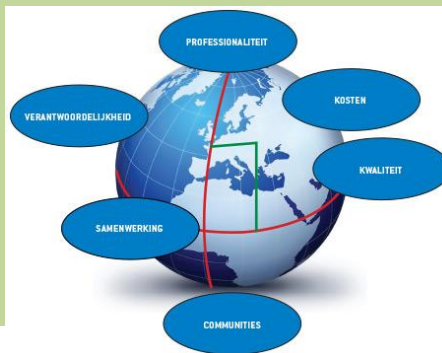 PROFESSIONALITEIT
KOSTEN
VERANTWOORDELIJKHEID
KWALITEIT
SAMENWERKING
COMMUNITIES